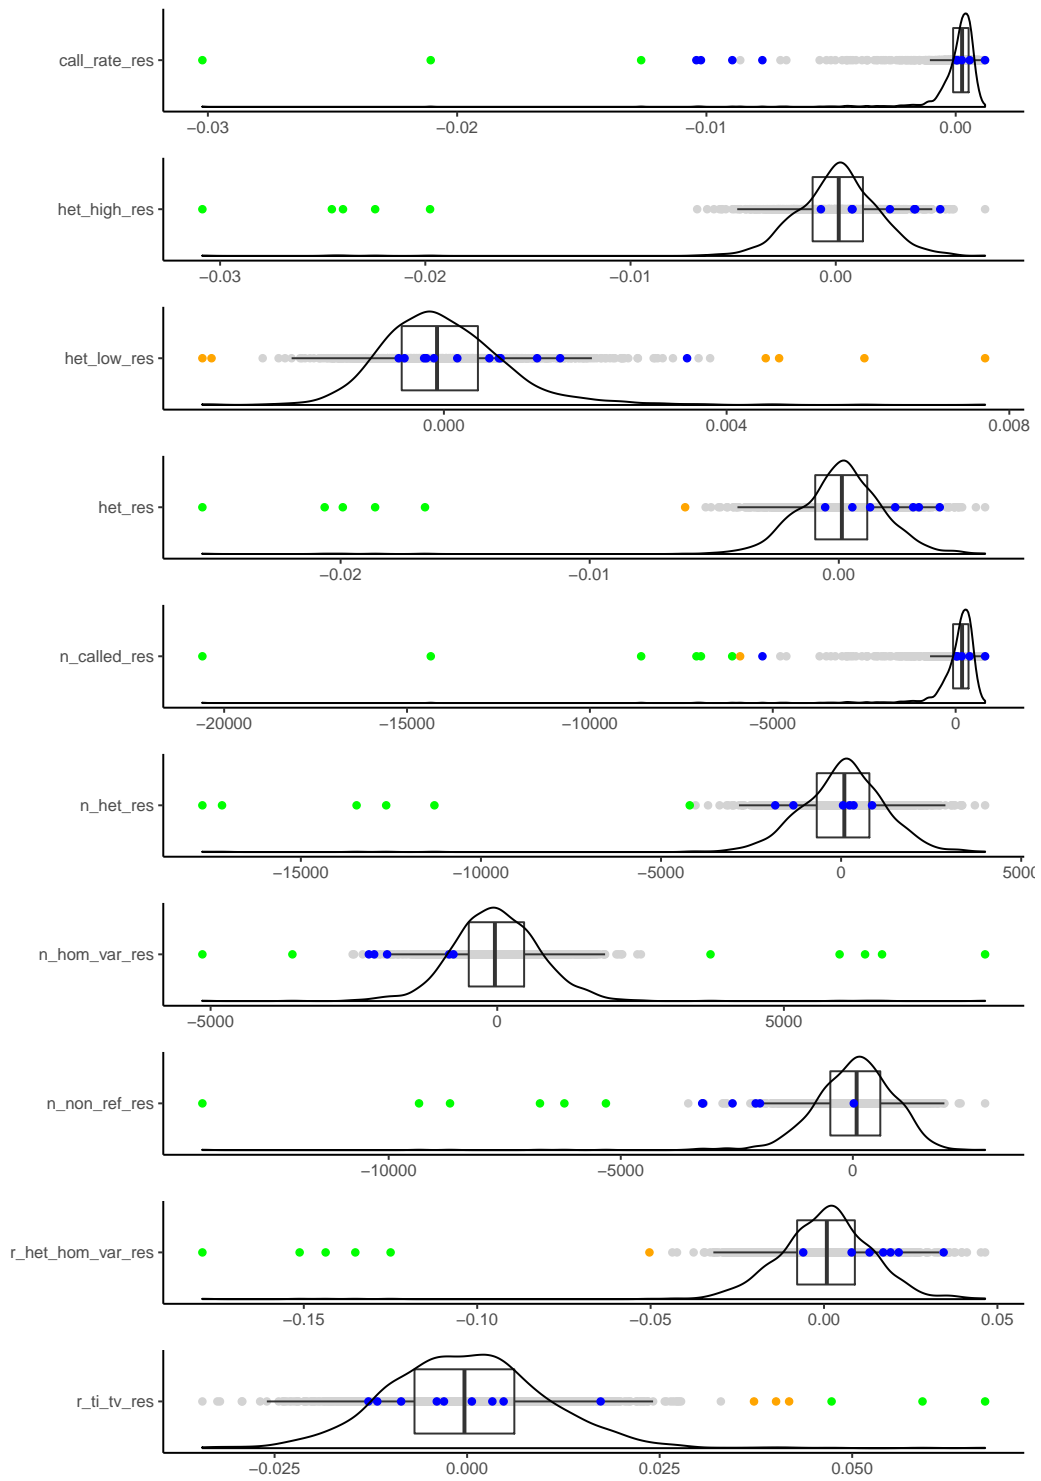 call_rate_res
−0.03 −0.02 −0.01 0.00
het_high_res
−0.03 −0.02 −0.01 0.00
het_low_res
0.000 0.004 0.008
het_res
−0.02 −0.01 0.00
n_called_res
−20000 −15000 −10000 −5000 0
n_het_res
−15000 −10000 −5000 0 5000
n_hom_var_res
−5000 0 5000
n_non_ref_res
−10000 −5000 0
r_het_hom_var_res
−0.15 −0.10 −0.05 0.00 0.05
r_ti_tv_res
−0.025 0.000 0.025 0.050